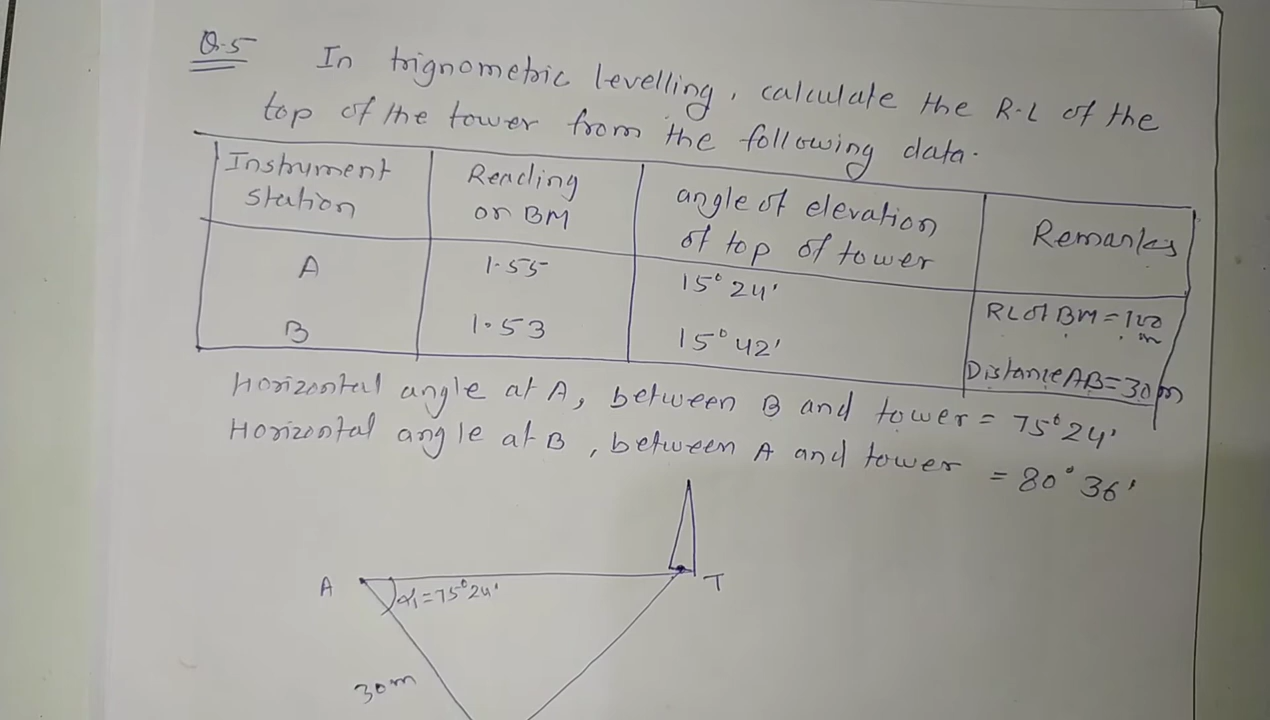 Q.5 In trignometric levelling, calculate the R.L of the
top of the tower from the following data.
Instrument Station | Reading on BM | angle of elevation of top of tower | Remarks
A | 1.55 | 15° 24' | RL of BM = 100 m
B | 1.53 | 15° 42' | Distance AB = 30 m
Horizontal angle at A, between B and tower = 75° 24'
Horizontal angle at B, between A and tower = 80° 36'
A
α₁ = 75° 24'
T
30 m